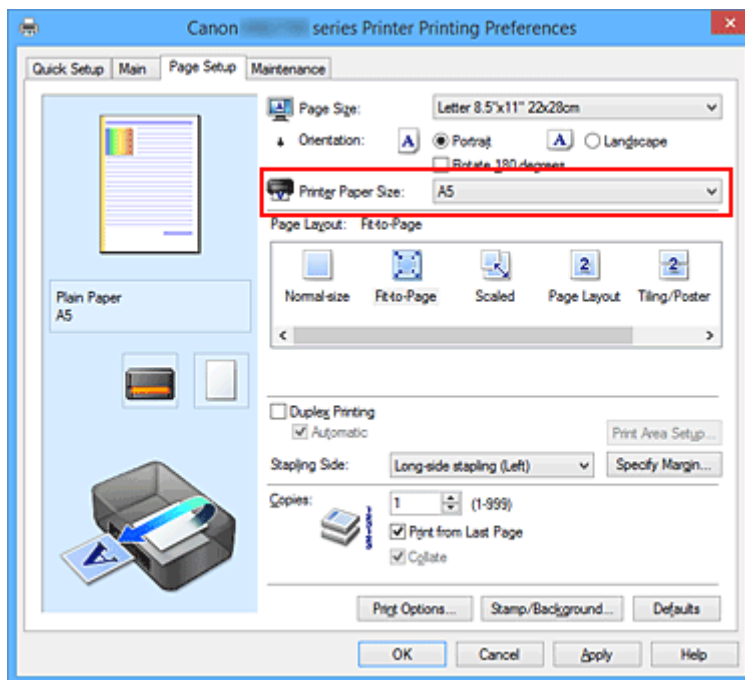 Canon series Printer Printing Preferences
Quick Setup Main Page Setup Maintenance
Page Size: Letter 8.5"x11" 22x28cm
Orientation: A Portrait A Landscape
Rotate 180 degrees
Printer Paper Size: A5
Page Layout: Fit-to-Page
2 2
Normal-size Fit-to-Page Scaled Page Layout Tiling/Poster
Plain Paper
A5
Duplex Printing
Automatic
Print Area Setup...
Stapling Side: Long-side stapling (Left) Specify Margin...
Copies: 1 (1-999)
Print from Last Page
Collate
A
Print Options... Stamp/Background... Defaults
OK Cancel Apply Help